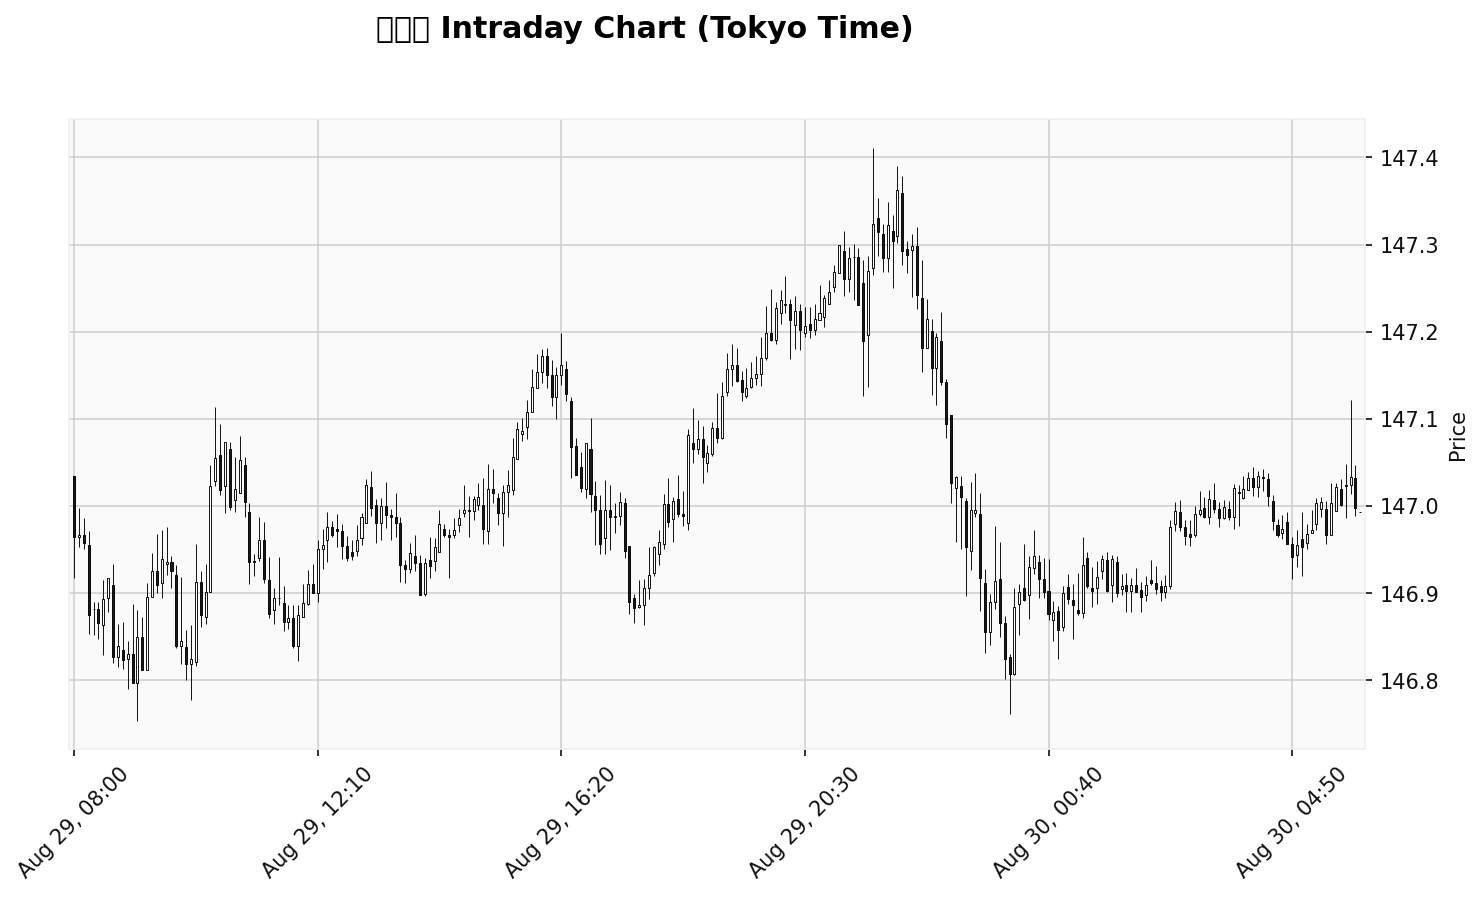 Intraday Chart (Tokyo Time)
147.4
147.3
147.2
147.1
147.0
146.9
146.8
Price
Aug 29, 08:00
Aug 29, 12:10
Aug 29, 16:20
Aug 29, 20:30
Aug 30, 00:40
Aug 30, 04:50